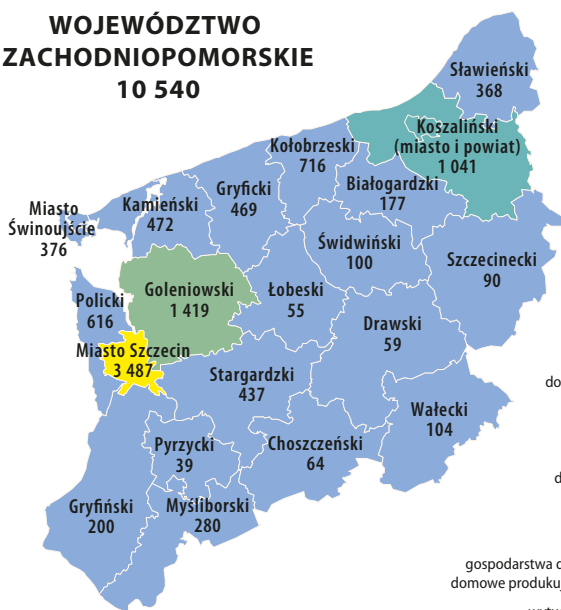 WOJEWÓDZTWO
ZACHODNIOPOMORSKIE
10 540
Sławieński
368
Koszaliński
(miasto i powiat)
1 041
Kołobrzeski
716
Białogardzki
177
Gryficki
469
Kamieński
472
Miasto
Świnoujście
376
Świdwiński
100
Szczecinecki
90
Goleniowski
1 419
Łobeski
55
Policki
616
Drawski
59
Miasto Szczecin
3 487
Stargardzki
437
Wałecki
104
Pyrzycki
39
Choszczeński
64
Gryfiński
200
Myśliborski
280
do
d
gospodarstwa d
domowe produkuj